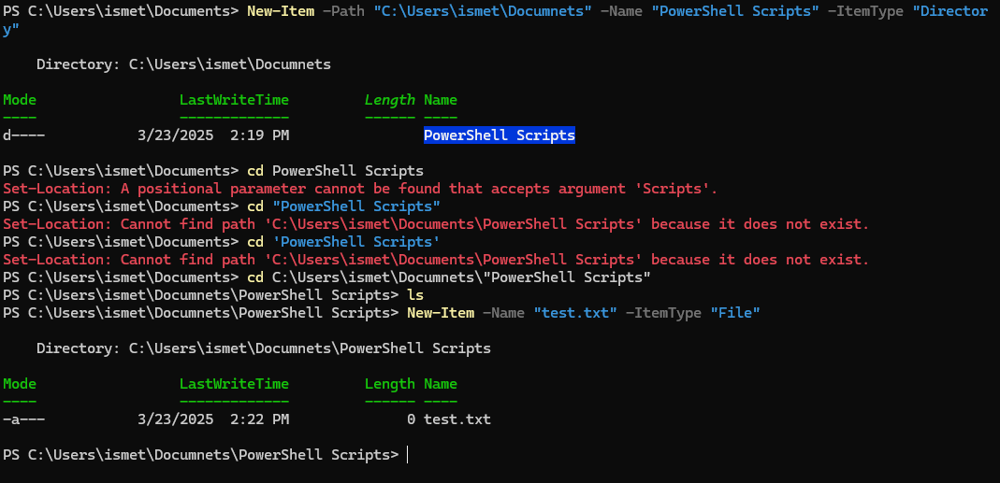 PS C:\Users\ismet\Documents> New-Item -Path "C:\Users\ismet\Documnets" -Name "PowerShell Scripts" -ItemType "Director
y"
Directory: C:\Users\ismet\Documnets
Mode LastWriteTime Length Name
---- ------------- ------ ----
d---- 3/23/2025 2:19 PM PowerShell Scripts
PS C:\Users\ismet\Documents> cd PowerShell Scripts
Set-Location: A positional parameter cannot be found that accepts argument 'Scripts'.
PS C:\Users\ismet\Documents> cd "PowerShell Scripts"
Set-Location: Cannot find path 'C:\Users\ismet\Documents\PowerShell Scripts' because it does not exist.
PS C:\Users\ismet\Documents> cd 'PowerShell Scripts'
Set-Location: Cannot find path 'C:\Users\ismet\Documents\PowerShell Scripts' because it does not exist.
PS C:\Users\ismet\Documents> cd C:\Users\ismet\Documnets\"PowerShell Scripts"
PS C:\Users\ismet\Documnets\PowerShell Scripts> ls
PS C:\Users\ismet\Documnets\PowerShell Scripts> New-Item -Name "test.txt" -ItemType "File"
Directory: C:\Users\ismet\Documnets\PowerShell Scripts
Mode LastWriteTime Length Name
---- ------------- ------ ----
-a--- 3/23/2025 2:22 PM 0 test.txt
PS C:\Users\ismet\Documnets\PowerShell Scripts>